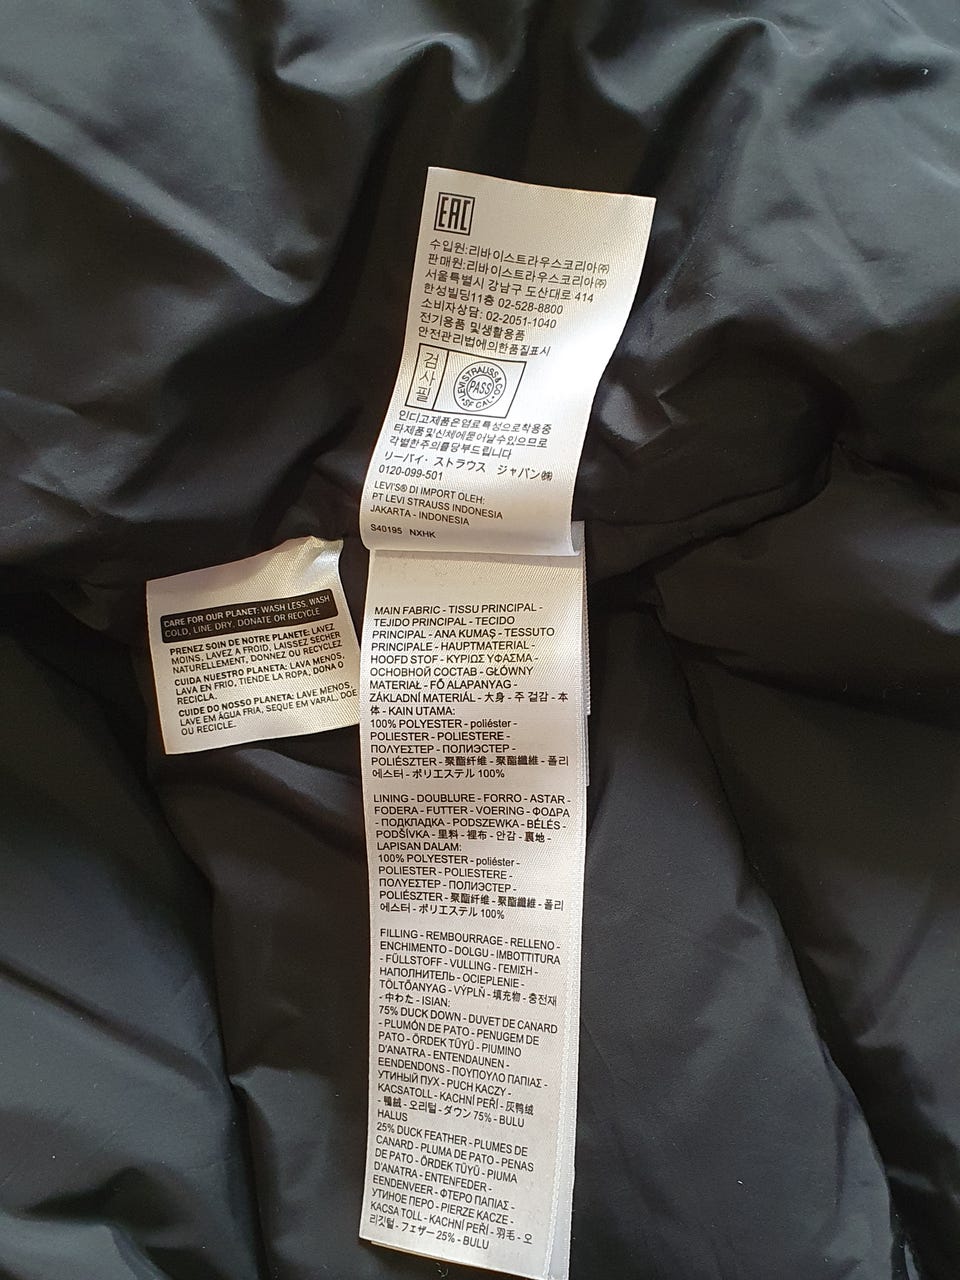 EAC
수입원:리바이스트라우스코리아㈜
판매원:리바이스트라우스코리아㈜
서울특별시 강남구 도산대로 414
한성빌딩11층 02-528-8800
소비자상담: 02-2051-1040
전기용품 및생활용품
안전관리법에의한품질표시
검사필
LEVI STRAUSS & CO
PASS
SF CAL
인디고제품은염료특성으로착용중
타제품및신체에묻어날수있으므로
각별한주의를당부드립니다
リーバイ・ストラウス ジャパン㈱
0120-099-501
LEVI'S® DI IMPORT OLEH:
PT LEVI STRAUSS INDONESIA
JAKARTA - INDONESIA
S40195 NXHK
CARE FOR OUR PLANET: WASH LESS, WASH
COLD, LINE DRY, DONATE OR RECYCLE
PRENEZ SOIN DE NOTRE PLANETE: LAVEZ
MOINS, LAVEZ A FROID, LAISSEZ SECHER
NATURELLEMENT, DONNEZ OU RECYCLEZ
CUIDA NUESTRO PLANETA: LAVA MENOS,
LAVA EN FRIO, TIENDE LA ROPA, DONA O
RECICLA.
CUIDE DO NOSSO PLANETA: LAVE MENOS,
LAVE EM ÁGUA FRIA, SEQUE EM VARAL, DOE
OU RECICLE.
MAIN FABRIC - TISSU PRINCIPAL -
TEJIDO PRINCIPAL - TECIDO
PRINCIPAL - ANA KUMAŞ - TESSUTO
PRINCIPALE - HAUPTMATERIAL -
HOOFD STOF - ΚΥΡΙΩΣ ΥΦΑΣΜΑ -
ОСНОВНОЙ СОСТАВ - GŁÓWNY
MATERIAŁ - FŐ ALAPANYAG -
ZÁKLADNÍ MATERIÁL - 大身 - 주 겉감 - 本
体 - KAIN UTAMA:
100% POLYESTER - poliéster -
POLIESTER - POLIESTERE -
ΠΟΛΥΕΣΤΕΡ - ПОЛИЭСТЕР -
POLIÉSZTER - 聚酯纤维 - 聚酯纖維 - 폴리
에스터 - ポリエステル 100%
LINING - DOUBLURE - FORRO - ASTAR -
FODERA - FUTTER - VOERING - ΦΟΔΡΑ
- ПОДКЛАДКА - PODSZEWKA - BÉLÉS -
PODŠÍVKA - 里料 - 裡布 - 안감 - 裏地 -
LAPISAN DALAM:
100% POLYESTER - poliéster -
POLIESTER - POLIESTERE -
ΠΟΛΥΕΣΤΕΡ - ПОЛИЭСТЕР -
POLIÉSZTER - 聚酯纤维 - 聚酯纖維 - 폴리
에스터 - ポリエステル 100%
FILLING - REMBOURRAGE - RELLENO -
ENCHIMENTO - DOLGU - IMBOTTITURA
- FÜLLSTOFF - VULLING - ΓΕΜΙΣΗ -
НАПОЛНИТЕЛЬ - OCIEPLENIE -
TÖLTŐANYAG - VÝPLŇ - 填充物 - 충전재
- 中わた - ISIAN:
75% DUCK DOWN - DUVET DE CANARD
- PLUMÓN DE PATO - PENUGEM DE
PATO - ÖRDEK TÜYÜ - PIUMINO
D'ANATRA - ENTENDAUNEN -
EENDENDONS - ΠΟΥΠΟΥΛΟ ΠΑΠΙΑΣ -
УТИНЫЙ ПУХ - PUCH KACZY -
KACSATOLL - KACHNÍ PEŘÍ - 灰鸭绒
- 鴨絨 - 오리털 - ダウン 75% - BULU
HALUS
25% DUCK FEATHER - PLUMES DE
CANARD - PLUMA DE PATO - PENAS
DE PATO - ÖRDEK TÜYÜ - PIUMA
D'ANATRA - ENTENFEDER -
EENDENVEER - ΦΤΕΡΟ ΠΑΠΙΑΣ -
УТИНОЕ ПЕРО - PIERZE KACZE -
KACSA TOLL - KACHNÍ PEŘÍ - 羽毛 - 오
리깃털 - フェザー 25% - BULU